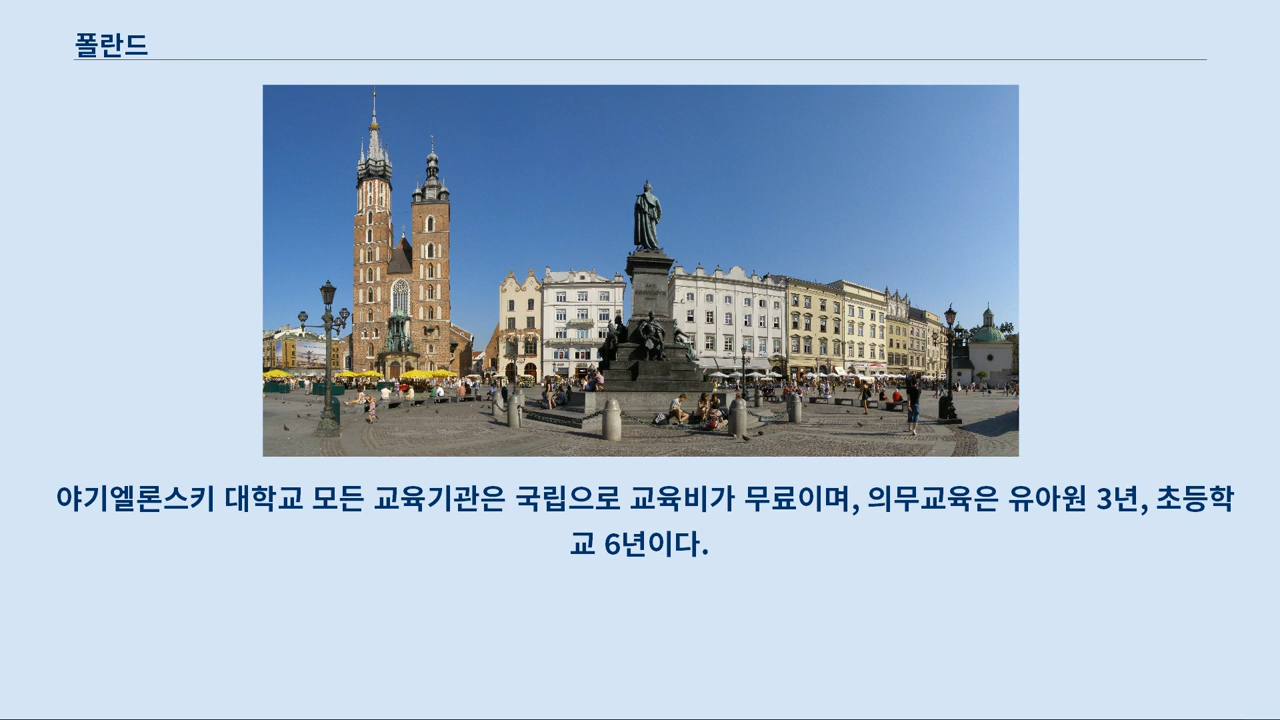 폴란드
야기엘론스키 대학교 모든 교육기관은 국립으로 교육비가 무료이며, 의무교육은 유아원 3년, 초등학
교 6년이다.